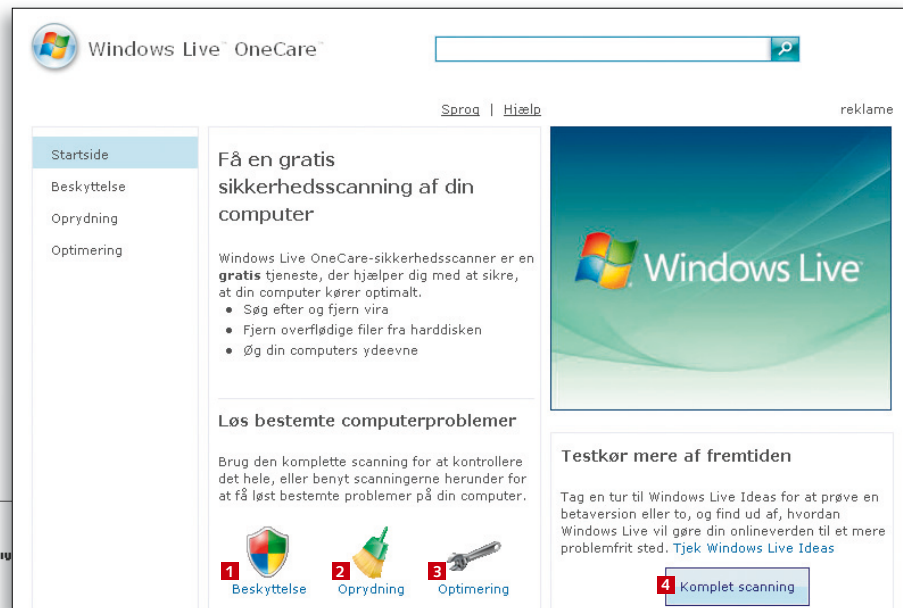 Windows Live™ OneCare™
Sprog | Hjælp
reklame
Startside
Beskyttelse
Oprydning
Optimering
Få en gratis
sikkerhedsscanning af din
computer
Windows Live OneCare-sikkerhedsscanner er en
gratis tjeneste, der hjælper dig med at sikre,
at din computer kører optimalt.
• Søg efter og fjern vira
• Fjern overflødige filer fra harddisken
• Øg din computers ydeevne
Windows Live™
Løs bestemte computerproblemer
Brug den komplette scanning for at kontrollere
det hele, eller benyt scanningerne herunder for
at få løst bestemte problemer på din computer.
1 Beskyttelse
2 Oprydning
3 Optimering
Testkør mere af fremtiden
Tag en tur til Windows Live Ideas for at prøve en
betaversion eller to, og find ud af, hvordan
Windows Live vil gøre din onlineverden til et mere
problemfrit sted. Tjek Windows Live Ideas
4 Komplet scanning